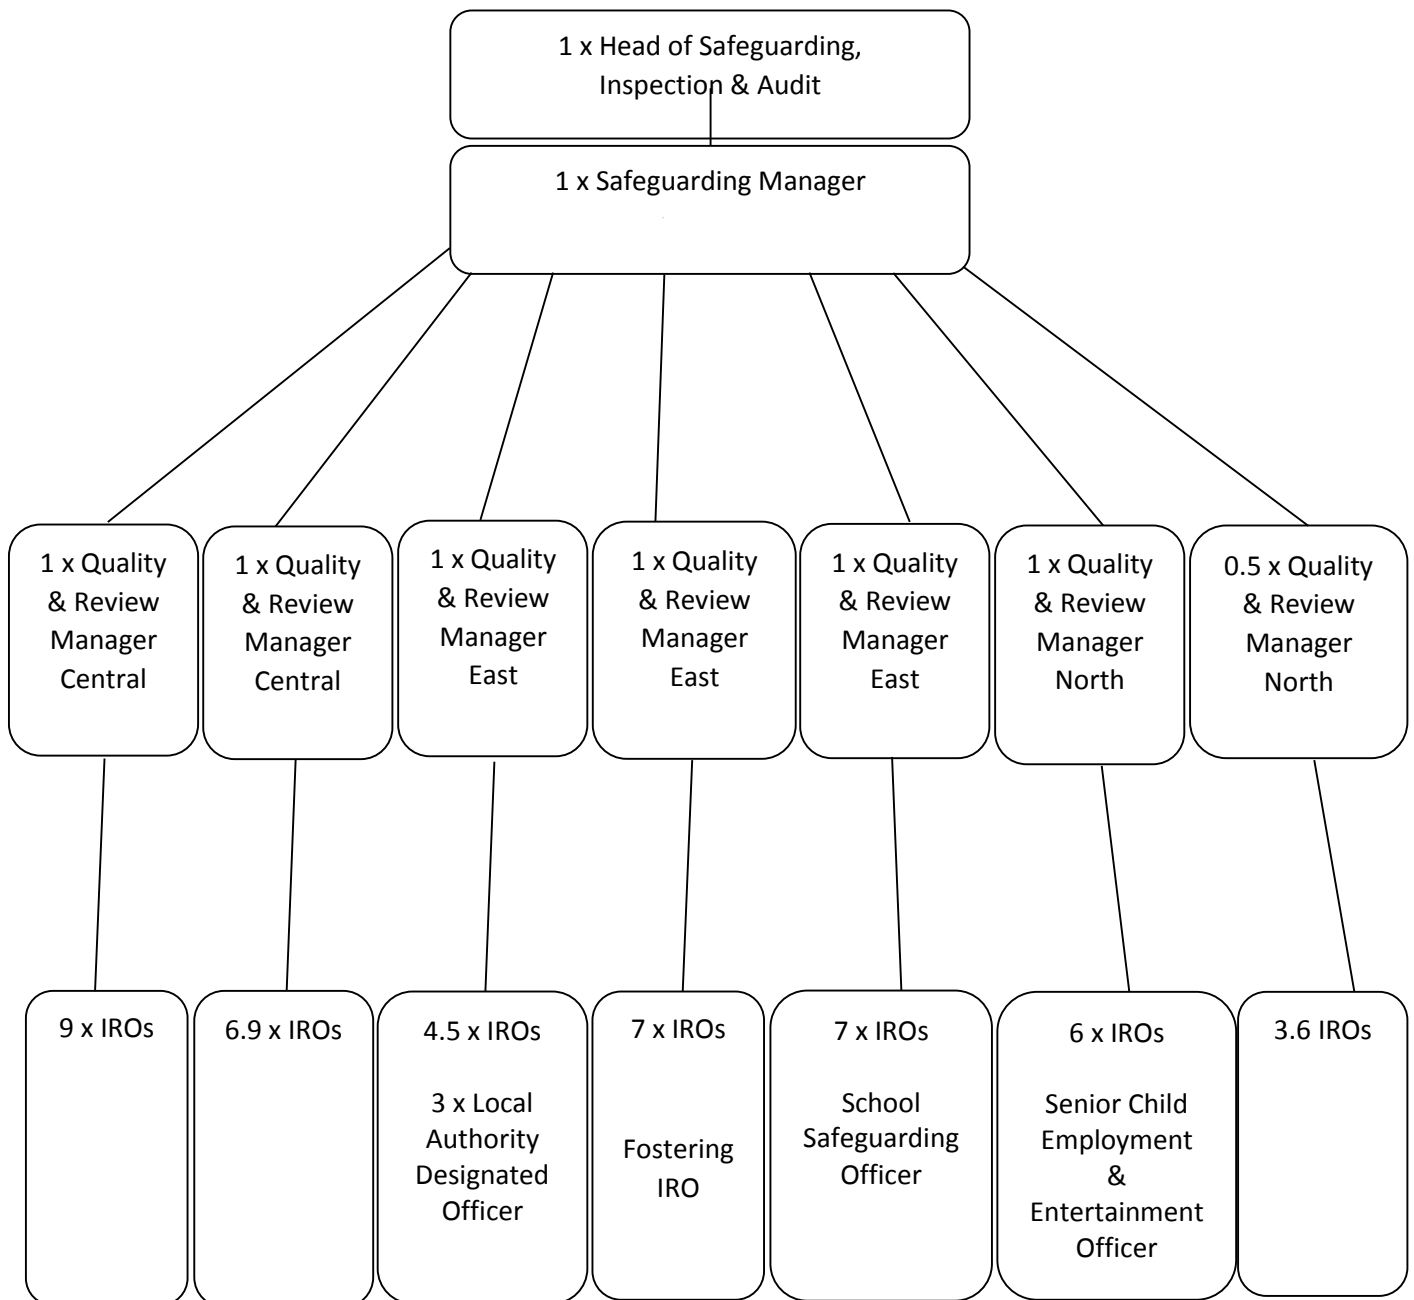 1 x Head of Safeguarding,
Inspection & Audit
1 x Safeguarding Manager
1 x Quality
& Review
Manager
Central
1 x Quality
& Review
Manager
Central
1 x Quality
& Review
Manager
East
1 x Quality
& Review
Manager
East
1 x Quality
& Review
Manager
East
1 x Quality
& Review
Manager
North
0.5 x Quality
& Review
Manager
North
9 x IROs
6.9 x IROs
4.5 x IROs
3 x Local
Authority
Designated
Officer
7 x IROs
Fostering
IRO
7 x IROs
School
Safeguarding
Officer
6 x IROs
Senior Child
Employment
&
Entertainment
Officer
3.6 IROs